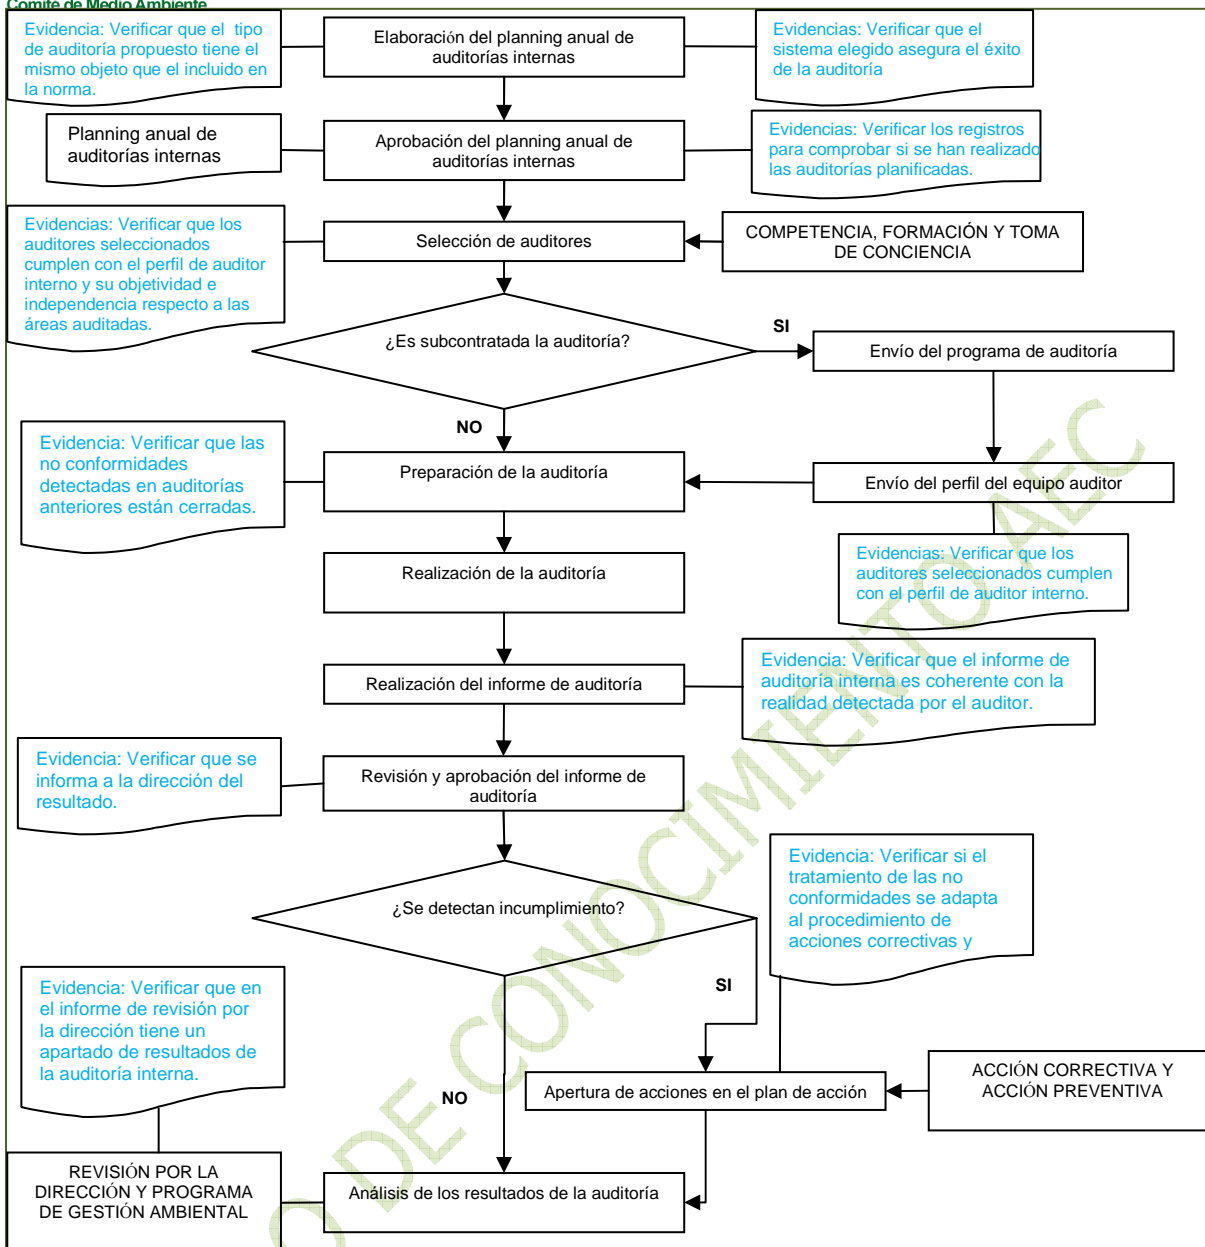 Comité de Medio Ambiente
Evidencia: Verificar que el tipo
de auditoría propuesto tiene el
mismo objeto que el incluido en
la norma.
Elaboración del planning anual de
auditorías internas
Evidencias: Verificar que el
sistema elegido asegura el éxito
de la auditoría
Planning anual de
auditorías internas
Aprobación del planning anual de
auditorías internas
Evidencias: Verificar los registros
para comprobar si se han realizado
las auditorías planificadas.
Evidencias: Verificar que los
auditores seleccionados
cumplen con el perfil de auditor
interno y su objetividad e
independencia respecto a las
áreas auditadas.
Selección de auditores
COMPETENCIA, FORMACIÓN Y TOMA
DE CONCIENCIA
¿Es subcontratada la auditoría?
SI
Envío del programa de auditoría
NO
Evidencia: Verificar que las
no conformidades
detectadas en auditorías
anteriores están cerradas.
Preparación de la auditoría
Envío del perfil del equipo auditor
Evidencias: Verificar que los
auditores seleccionados cumplen
con el perfil de auditor interno.
Realización de la auditoría
Realización del informe de auditoría
Evidencia: Verificar que el informe de
auditoría interna es coherente con la
realidad detectada por el auditor.
Evidencia: Verificar que se
informa a la dirección del
resultado.
Revisión y aprobación del informe de
auditoría
¿Se detectan incumplimiento?
Evidencia: Verificar si el
tratamiento de las no
conformidades se adapta
al procedimiento de
acciones correctivas y
SI
Evidencia: Verificar que en
el informe de revisión por
la dirección tiene un
apartado de resultados de
la auditoría interna.
NO
Apertura de acciones en el plan de acción
ACCIÓN CORRECTIVA Y
ACCIÓN PREVENTIVA
REVISIÓN POR LA
DIRECCIÓN Y PROGRAMA
DE GESTIÓN AMBIENTAL
Análisis de los resultados de la auditoría
O DE CONOCIMIENTO AEC